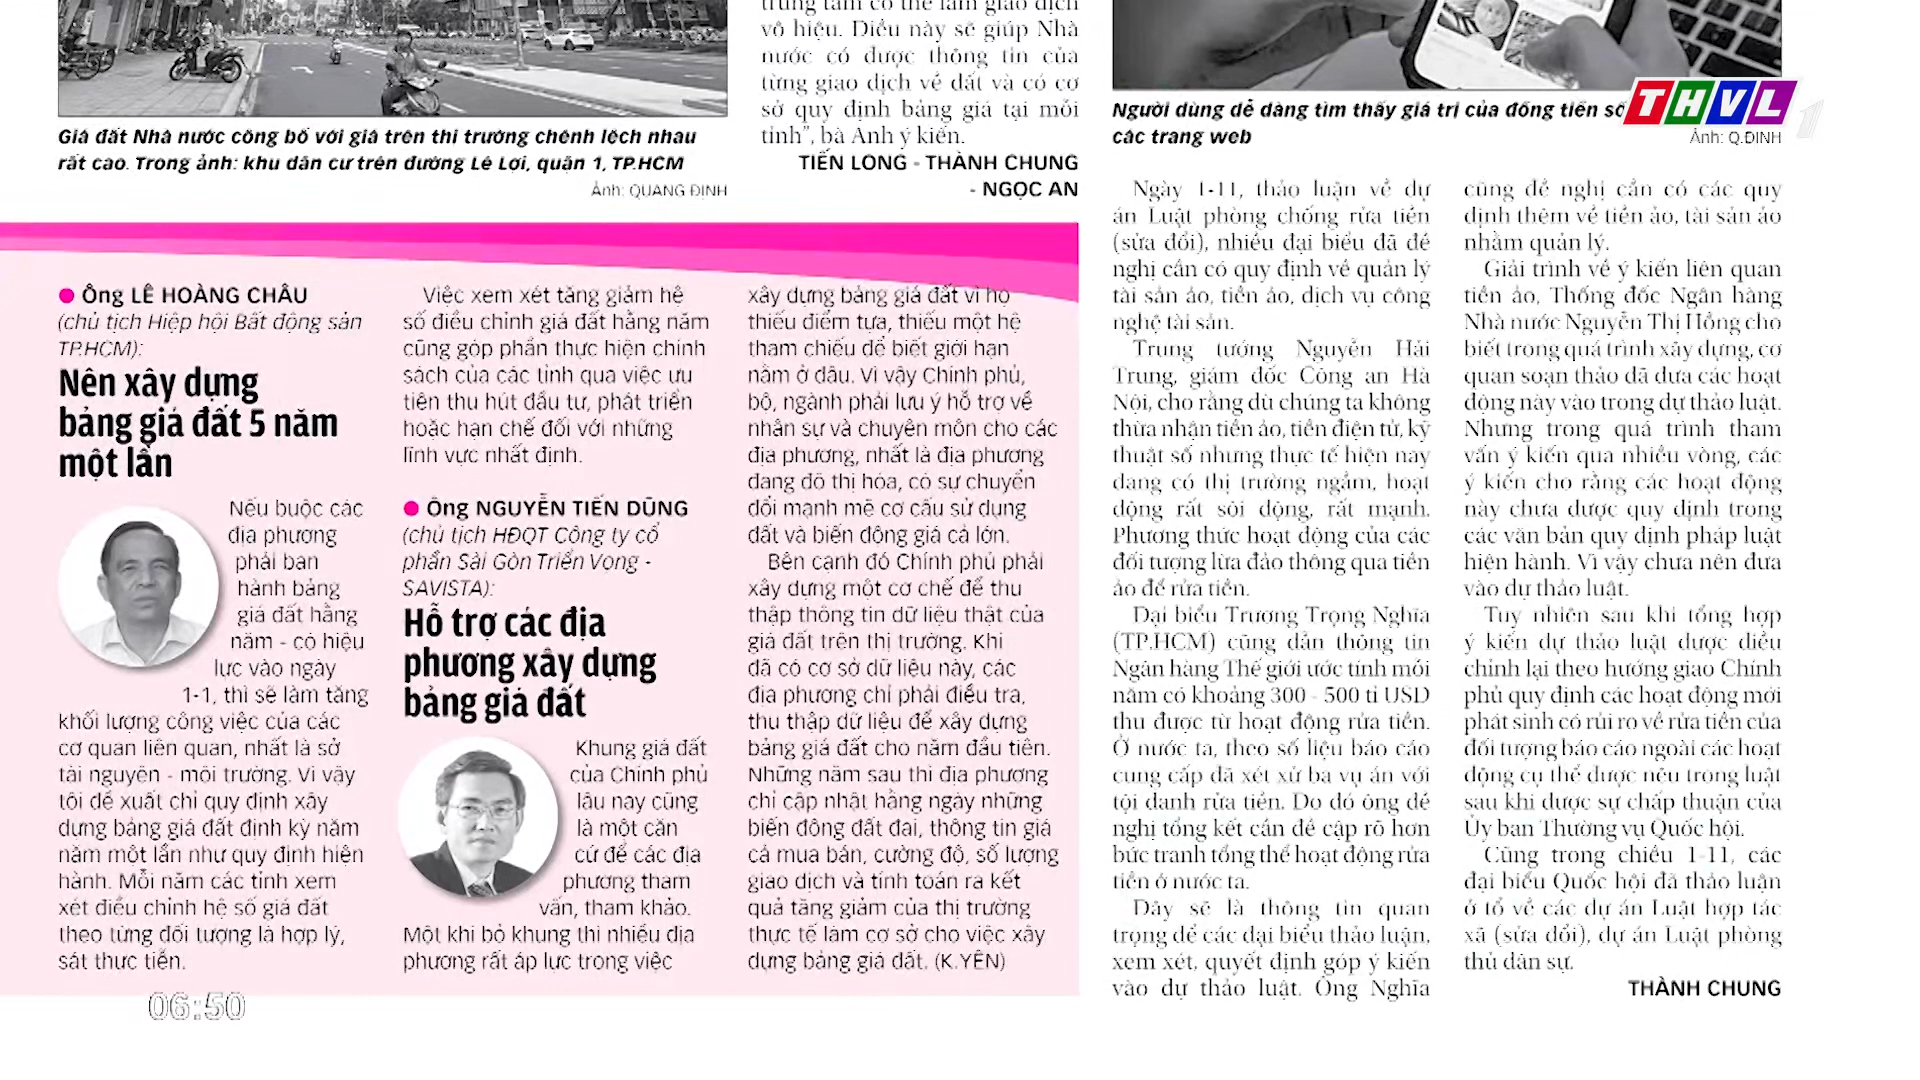 Giá đất Nhà nước công bố với giá trên thị trường chênh lệch nhau
rất cao. Trong ảnh: khu dân cư trên đường Lê Lợi, quận 1, TP.HCM
Ảnh: QUANG ĐỊNH
trung tâm có thể làm giao dịch
vô hiệu. Điều này sẽ giúp Nhà
nước có được thông tin của
từng giao dịch về đất và có cơ
sở quy định bảng giá tại mỗi
tỉnh”, bà Ánh ý kiến.
TIẾN LONG - THÀNH CHUNG
- NGỌC AN
● Ông LÊ HOÀNG CHÂU
(chủ tịch Hiệp hội Bất động sản
TP.HCM):
Nên xây dựng
bảng giá đất 5 năm
một lần
Nếu buộc các
địa phương
phải ban
hành bảng
giá đất hằng
năm - có hiệu
lực vào ngày
1-1, thì sẽ làm tăng
khối lượng công việc của các
cơ quan liên quan, nhất là sở
tài nguyên - môi trường. Vì vậy
tôi đề xuất chỉ quy định xây
dựng bảng giá đất định kỳ năm
năm một lần như quy định hiện
hành. Mỗi năm các tỉnh xem
xét điều chỉnh hệ số giá đất
theo từng đối tượng là hợp lý,
sát thực tiễn.
Việc xem xét tăng giảm hệ
số điều chỉnh giá đất hằng năm
cũng góp phần thực hiện chính
sách của các tỉnh qua việc ưu
tiên thu hút đầu tư, phát triển
hoặc hạn chế đối với những
lĩnh vực nhất định.
● Ông NGUYỄN TIẾN DŨNG
(chủ tịch HĐQT Công ty cổ
phần Sài Gòn Triển Vọng -
SAVISTA):
Hỗ trợ các địa
phương xây dựng
bảng giá đất
Khung giá đất
của Chính phủ
lâu nay cũng
là một căn
cứ để các địa
phương tham
vấn, tham khảo.
Một khi bỏ khung thì nhiều địa
phương rất áp lực trong việc
xây dựng bảng giá đất vì họ
thiếu điểm tựa, thiếu một hệ
tham chiếu để biết giới hạn
nằm ở đâu. Vì vậy Chính phủ,
bộ, ngành phải lưu ý hỗ trợ về
nhân sự và chuyên môn cho các
địa phương, nhất là địa phương
đang đô thị hóa, có sự chuyển
đổi mạnh mẽ cơ cấu sử dụng
đất và biến động giá cả lớn.
Bên cạnh đó Chính phủ phải
xây dựng một cơ chế để thu
thập thông tin dữ liệu thật của
giá đất trên thị trường. Khi
đã có cơ sở dữ liệu này, các
địa phương chỉ phải điều tra,
thu thập dữ liệu để xây dựng
bảng giá đất cho năm đầu tiên.
Những năm sau thì địa phương
chỉ cập nhật hằng ngày những
biến động đất đai, thông tin giá
cả mua bán, cường độ, số lượng
giao dịch và tính toán ra kết
quả tăng giảm của thị trường
thực tế làm cơ sở cho việc xây
dựng bảng giá đất. (K.YÊN)
Người dùng dễ dàng tìm thấy giá trị của đồng tiền số
các trang web
Ảnh: Q.ĐỊNH
THVL 1
Ngày 1-11, thảo luận về dự
án Luật phòng chống rửa tiền
(sửa đổi), nhiều đại biểu đã đề
nghị cần có quy định về quản lý
tài sản ảo, tiền ảo, dịch vụ công
nghệ tài sản.
Trung tướng Nguyễn Hải
Trung, giám đốc Công an Hà
Nội, cho rằng dù chúng ta không
thừa nhận tiền ảo, tiền điện tử, kỹ
thuật số nhưng thực tế hiện nay
đang có thị trường ngầm, hoạt
động rất sôi động, rất mạnh.
Phương thức hoạt động của các
đối tượng lừa đảo thông qua tiền
ảo để rửa tiền.
Đại biểu Trương Trọng Nghĩa
(TP.HCM) cũng dẫn thông tin
Ngân hàng Thế giới ước tính mỗi
năm có khoảng 300 - 500 tỉ USD
thu được từ hoạt động rửa tiền.
Ở nước ta, theo số liệu báo cáo
cung cấp đã xét xử ba vụ án với
tội danh rửa tiền. Do đó ông đề
nghị tổng kết cần đề cập rõ hơn
bức tranh tổng thể hoạt động rửa
tiền ở nước ta.
Đây sẽ là thông tin quan
trọng để các đại biểu thảo luận,
xem xét, quyết định góp ý kiến
vào dự thảo luật. Ông Nghĩa
cũng đề nghị cần có các quy
định thêm về tiền ảo, tài sản ảo
nhằm quản lý.
Giải trình về ý kiến liên quan
tiền ảo, Thống đốc Ngân hàng
Nhà nước Nguyễn Thị Hồng cho
biết trong quá trình xây dựng, cơ
quan soạn thảo đã đưa các hoạt
động này vào trong dự thảo luật.
Nhưng trong quá trình tham
vấn ý kiến qua nhiều vòng, các
ý kiến cho rằng các hoạt động
này chưa được quy định trong
các văn bản quy định pháp luật
hiện hành. Vì vậy chưa nên đưa
vào dự thảo luật.
Tuy nhiên sau khi tổng hợp
ý kiến dự thảo luật được điều
chỉnh lại theo hướng giao Chính
phủ quy định các hoạt động mới
phát sinh có rủi ro về rửa tiền của
đối tượng báo cáo ngoài các hoạt
động cụ thể được nêu trong luật
sau khi được sự chấp thuận của
Ủy ban Thường vụ Quốc hội.
Cũng trong chiều 1-11, các
đại biểu Quốc hội đã thảo luận
ở tổ về các dự án Luật hợp tác
xã (sửa đổi), dự án Luật phòng
thủ dân sự.
THÀNH CHUNG
06:50